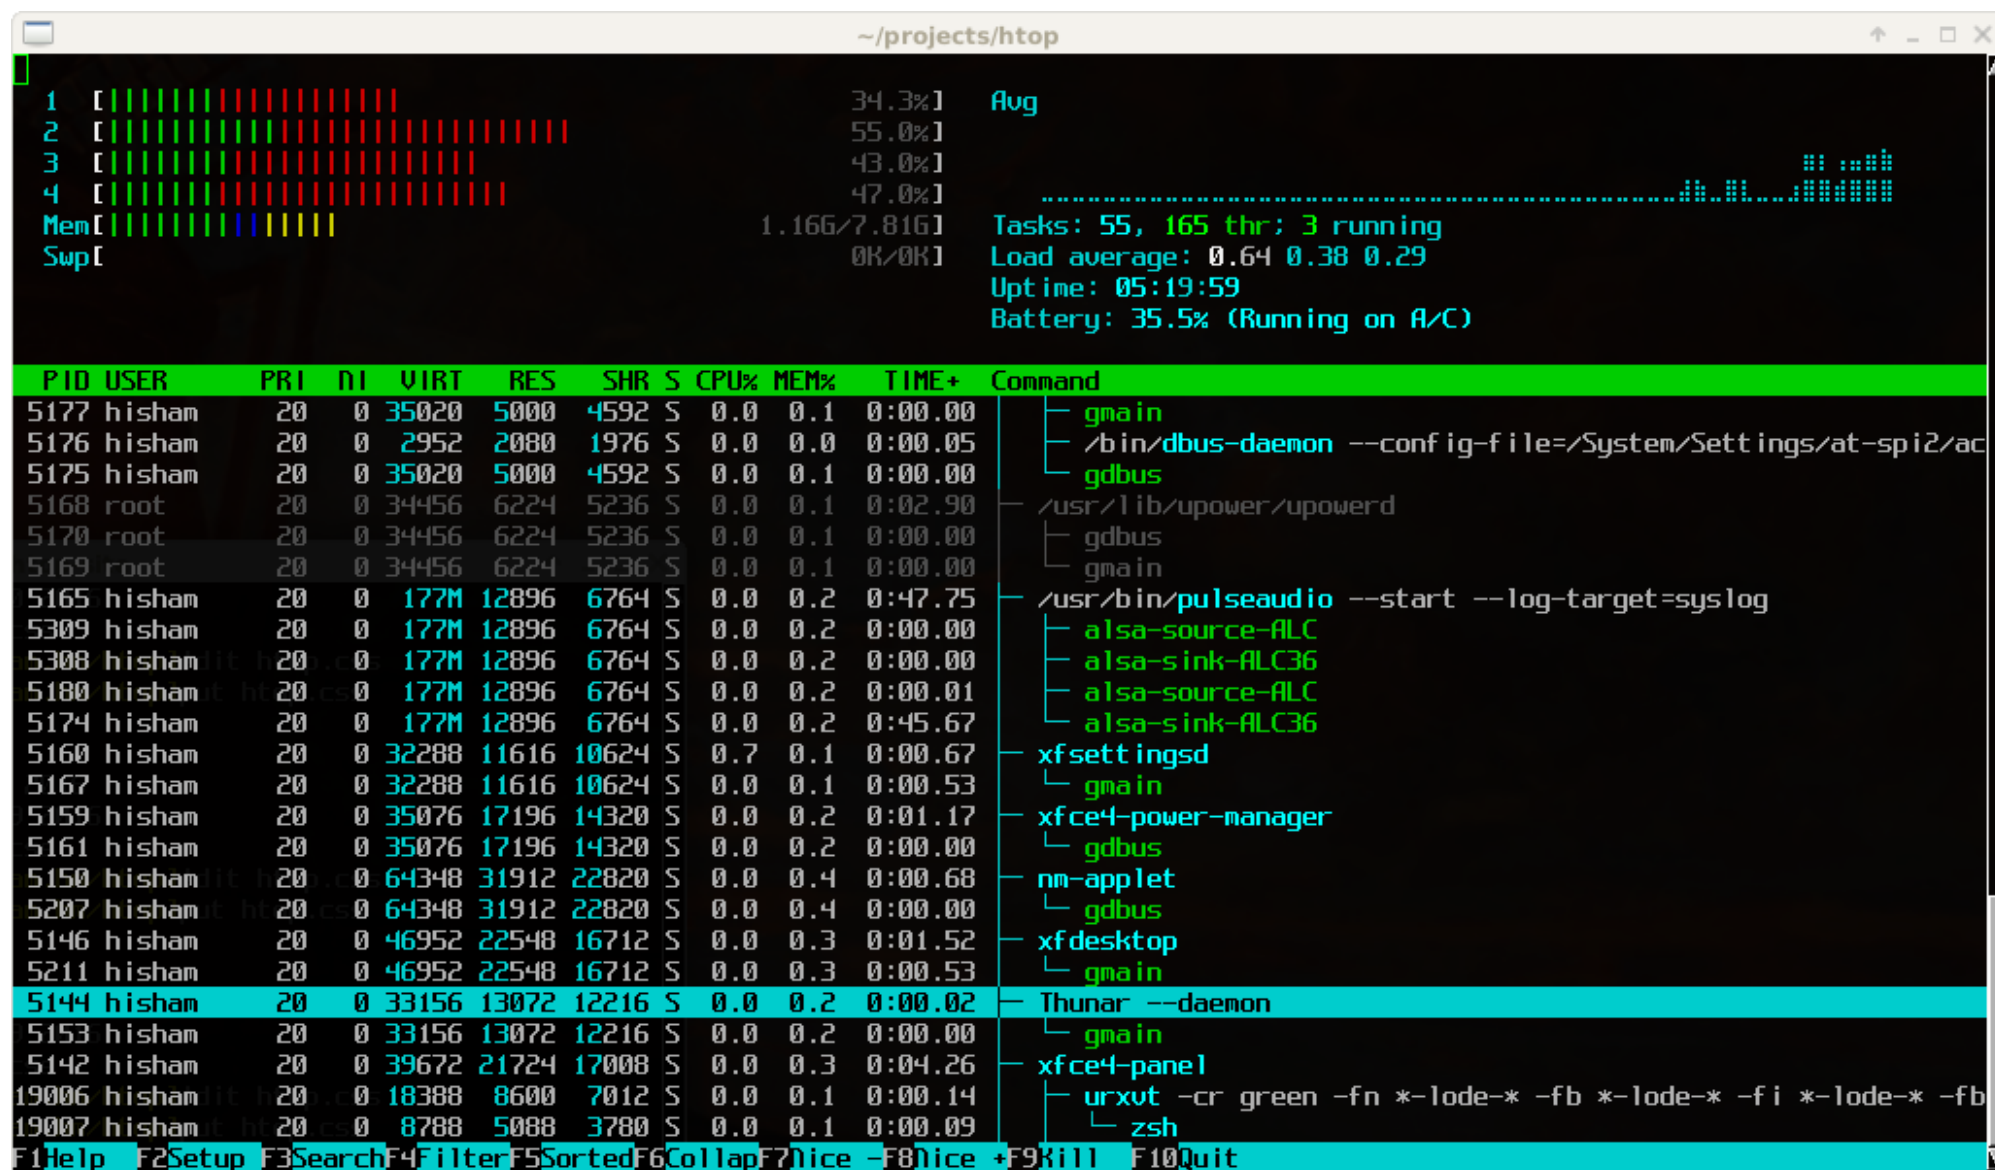 ~/projects/htop
1 [|||||||||||||||||||34.3%] Avg
2 [||||||||||||||||||||||||||||||55.0%]
3 [||||||||||||||||||||||||43.0%]
4 [||||||||||||||||||||||||||47.0%]
Mem[|||||||||||||||1.16G/7.81G] Tasks: 55, 165 thr; 3 running
Swp[ 0K/0K] Load average: 0.64 0.38 0.29
Uptime: 05:19:59
Battery: 35.5% (Running on A/C)
PID USER PRI NI VIRT RES SHR S CPU% MEM% TIME+ Command
5177 hisham 20 0 35020 5000 4592 S 0.0 0.1 0:00.00 │ ├─ gmain
5176 hisham 20 0 2952 2080 1976 S 0.0 0.0 0:00.05 │ ├─ /bin/dbus-daemon --config-file=/System/Settings/at-spi2/ac
5175 hisham 20 0 35020 5000 4592 S 0.0 0.1 0:00.00 │ └─ gdbus
5168 root 20 0 34456 6224 5236 S 0.0 0.1 0:02.90 ├─ /usr/lib/upower/upowerd
5170 root 20 0 34456 6224 5236 S 0.0 0.1 0:00.00 │ ├─ gdbus
5169 root 20 0 34456 6224 5236 S 0.0 0.1 0:00.00 │ └─ gmain
5165 hisham 20 0 177M 12896 6764 S 0.0 0.2 0:47.75 ├─ /usr/bin/pulseaudio --start --log-target=syslog
5309 hisham 20 0 177M 12896 6764 S 0.0 0.2 0:00.00 │ ├─ alsa-source-ALC
5308 hisham 20 0 177M 12896 6764 S 0.0 0.2 0:00.00 │ ├─ alsa-sink-ALC36
5180 hisham 20 0 177M 12896 6764 S 0.0 0.2 0:00.01 │ ├─ alsa-source-ALC
5174 hisham 20 0 177M 12896 6764 S 0.0 0.2 0:45.67 │ └─ alsa-sink-ALC36
5160 hisham 20 0 32288 11616 10624 S 0.7 0.1 0:00.67 ├─ xfsettingsd
5167 hisham 20 0 32288 11616 10624 S 0.0 0.1 0:00.53 │ └─ gmain
5159 hisham 20 0 35076 17196 14320 S 0.0 0.2 0:01.17 ├─ xfce4-power-manager
5161 hisham 20 0 35076 17196 14320 S 0.0 0.2 0:00.00 │ └─ gdbus
5150 hisham 20 0 64348 31912 22820 S 0.0 0.4 0:00.68 ├─ nm-applet
5207 hisham 20 0 64348 31912 22820 S 0.0 0.4 0:00.00 │ └─ gdbus
5146 hisham 20 0 46952 22548 16712 S 0.0 0.3 0:01.52 ├─ xfdesktop
5211 hisham 20 0 46952 22548 16712 S 0.0 0.3 0:00.53 │ └─ gmain
5144 hisham 20 0 33156 13072 12216 S 0.0 0.2 0:00.02 ├─ Thunar --daemon
5153 hisham 20 0 33156 13072 12216 S 0.0 0.2 0:00.00 │ └─ gmain
5142 hisham 20 0 39672 21724 17008 S 0.0 0.3 0:04.26 ├─ xfce4-panel
19006 hisham 20 0 18388 8600 7012 S 0.0 0.1 0:00.14 │ ├─ urxvt -cr green -fn *-lode-* -fb *-lode-* -fi *-lode-* -fb
19007 hisham 20 0 8788 5088 3780 S 0.0 0.1 0:00.09 │ │ └─ zsh
F1Help F2Setup F3SearchF4FilterF5SortedF6CollapF7Nice -F8Nice +F9Kill F10Quit